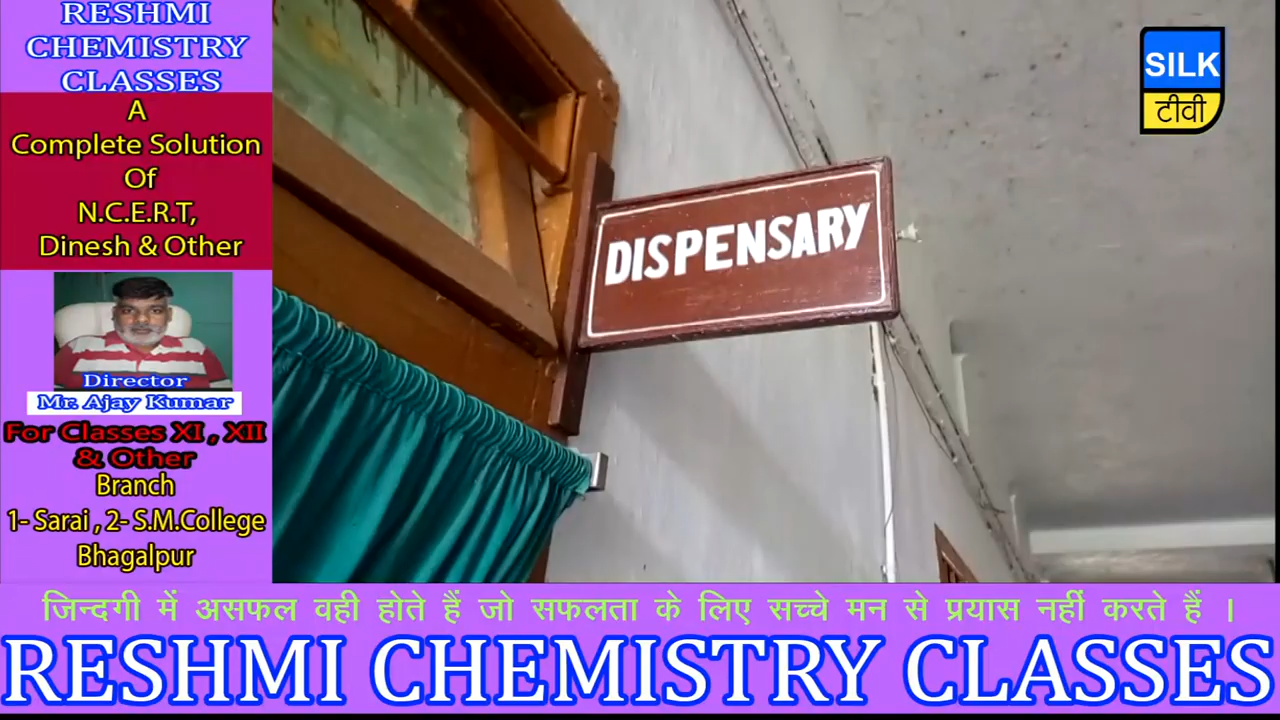 RESHMI
CHEMISTRY
CLASSES
A
Complete Solution
Of
N.C.E.R.T,
Dinesh & Other
Director
Mr. Ajay Kumar
For Classes XI , XII
& Other
Branch
1- Sarai , 2- S.M.College
Bhagalpur
DISPENSARY
SILK
टीवी
जिन्दगी में असफल वही होते हैं जो सफलता के लिए सच्चे मन से प्रयास नहीं करते हैं ।
RESHMI CHEMISTRY CLASSES